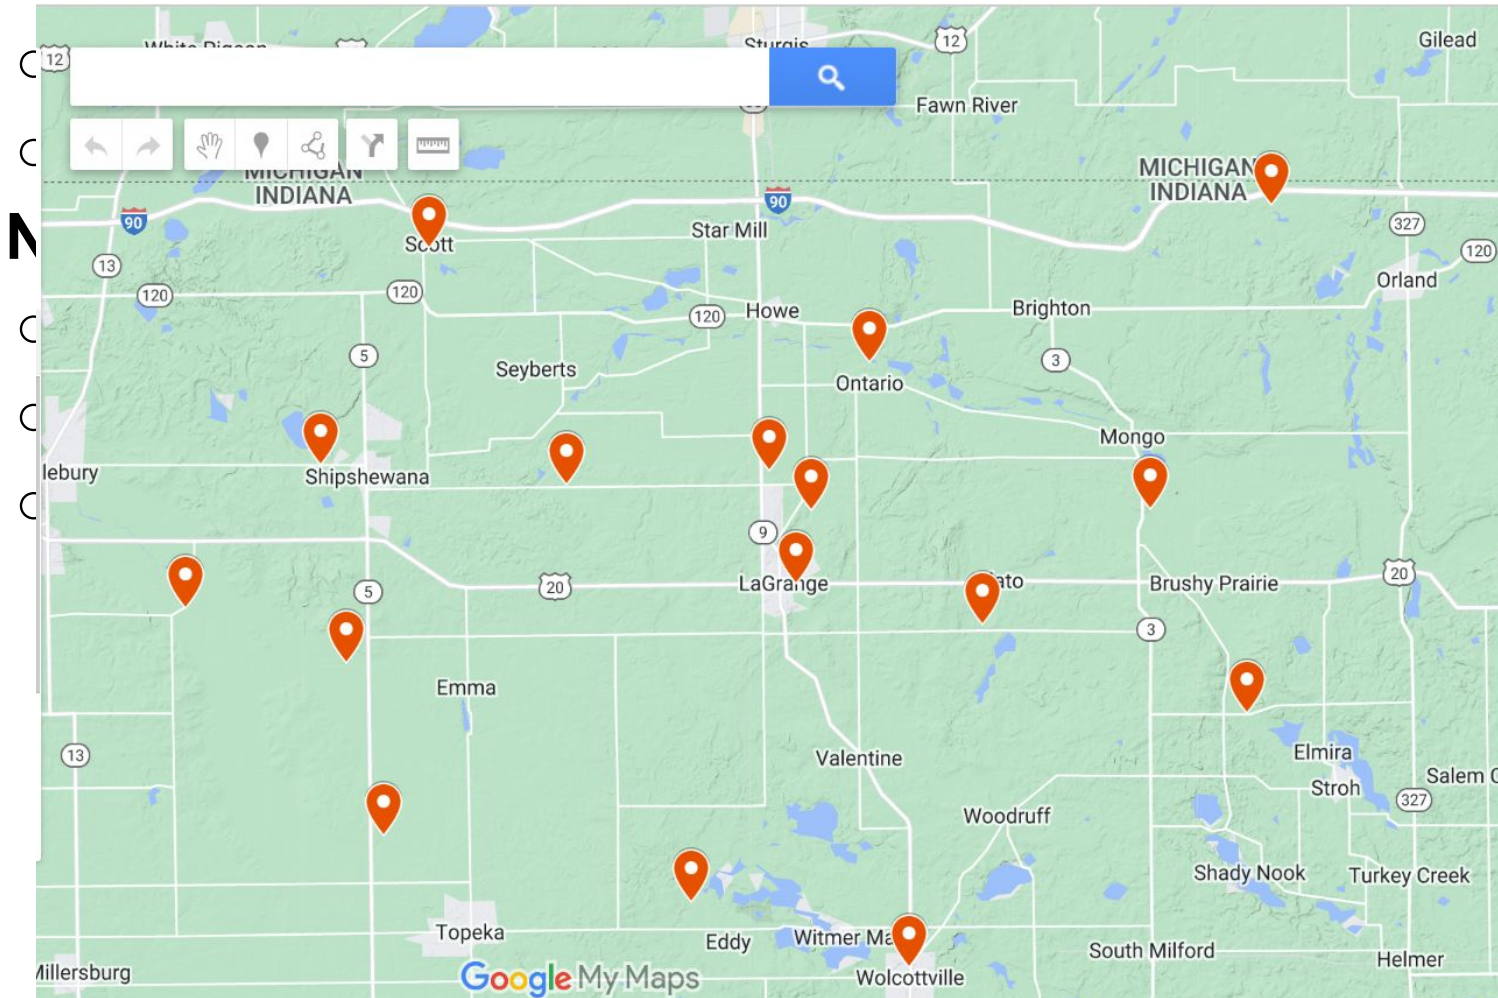 12
White Pigeon
Sturgis
12
Gilead
Fawn River
MICHIGAN
INDIANA
MICHIGAN
INDIANA
90
90
Scott
Star Mill
327
120
13
120
120
Orland
Howe
Brighton
120
5
3
Seyberts
Ontario
Mongo
lebury
Shipshewana
9
LaGrange
20
5
ato
Brushy Prairie
20
3
Emma
13
Valentine
Elmira
Salem C
Stroh
327
Woodruff
Shady Nook
Turkey Creek
Topeka
Eddy
Witmer Ma
South Milford
Helmer
Millersburg
Google My Maps
Wolcottville
N